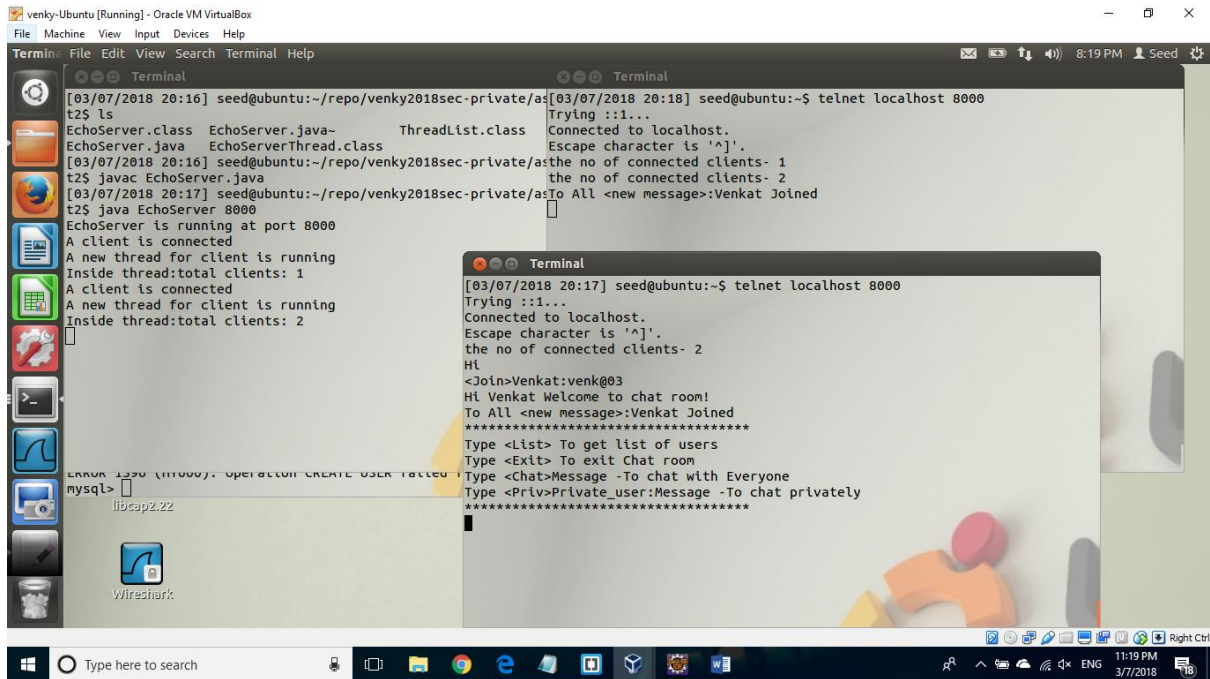 venky-Ubuntu [Running] - Oracle VM VirtualBox
File Machine View Input Devices Help
Termina File Edit View Search Terminal Help
8:19 PM Seed
Terminal
[03/07/2018 20:16] seed@ubuntu:~/repo/venky2018sec-private/as
t2$ ls
EchoServer.class EchoServer.java~ ThreadList.class
EchoServer.java EchoServerThread.class
[03/07/2018 20:16] seed@ubuntu:~/repo/venky2018sec-private/as
t2$ javac EchoServer.java
[03/07/2018 20:17] seed@ubuntu:~/repo/venky2018sec-private/as
t2$ java EchoServer 8000
EchoServer is running at port 8000
A client is connected
A new thread for client is running
Inside thread:total clients: 1
A client is connected
A new thread for client is running
Inside thread:total clients: 2
Terminal
[03/07/2018 20:18] seed@ubuntu:~$ telnet localhost 8000
Trying ::1...
Connected to localhost.
Escape character is '^]'.
the no of connected clients- 1
the no of connected clients- 2
To All <new message>:Venkat Joined
Terminal
[03/07/2018 20:17] seed@ubuntu:~$ telnet localhost 8000
Trying ::1...
Connected to localhost.
Escape character is '^]'.
the no of connected clients- 2
Hi
<Join>Venkat:venk@03
Hi Venkat Welcome to chat room!
To All <new message>:Venkat Joined
************************************
Type <List> To get list of users
Type <Exit> To exit Chat room
Type <Chat>Message -To chat with Everyone
Type <Priv>Private_user:Message -To chat privately
************************************
ERROR 1396 (HY000): Operation CREATE USER failed
mysql>
libcap2.22
Wireshark
Right Ctrl
Type here to search
ENG
11:19 PM
3/7/2018
18